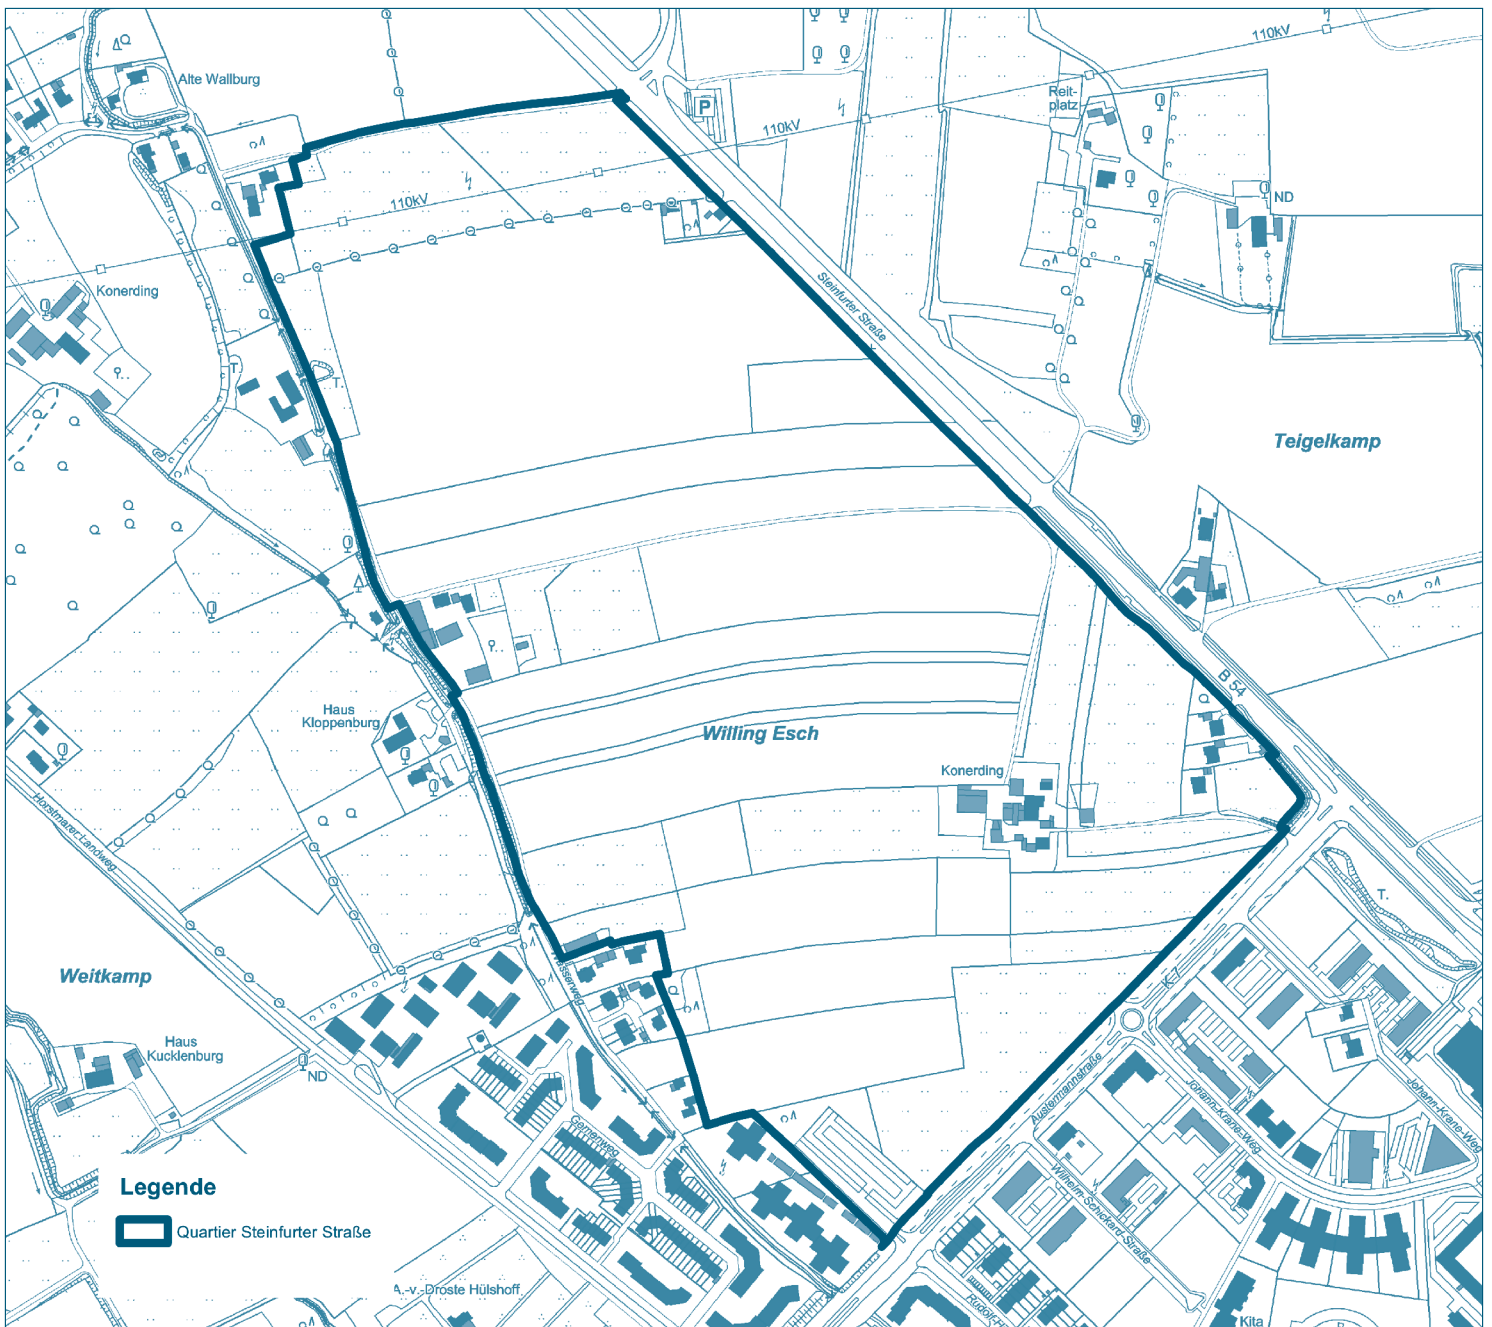 110kV
Alte Wallburg
Reit-
platz
P
110kV
ND
110kV
Konerding
Steinfurter Straße
T.
T.
Teigelkamp
B 54
Haus
Kloppenburg
Willing Esch
Konerding
Horstmarer Landweg
T.
Weitkamp
K 7
Haus
Kucklenburg
ND
Austermannstraße
Johann-Krane-Weg
Johann-Krane-Weg
Gemenweg
Wilhelm-Schickard-Straße
Legende
Quartier Steinfurter Straße
A.-v.-Droste Hülshoff
Kita